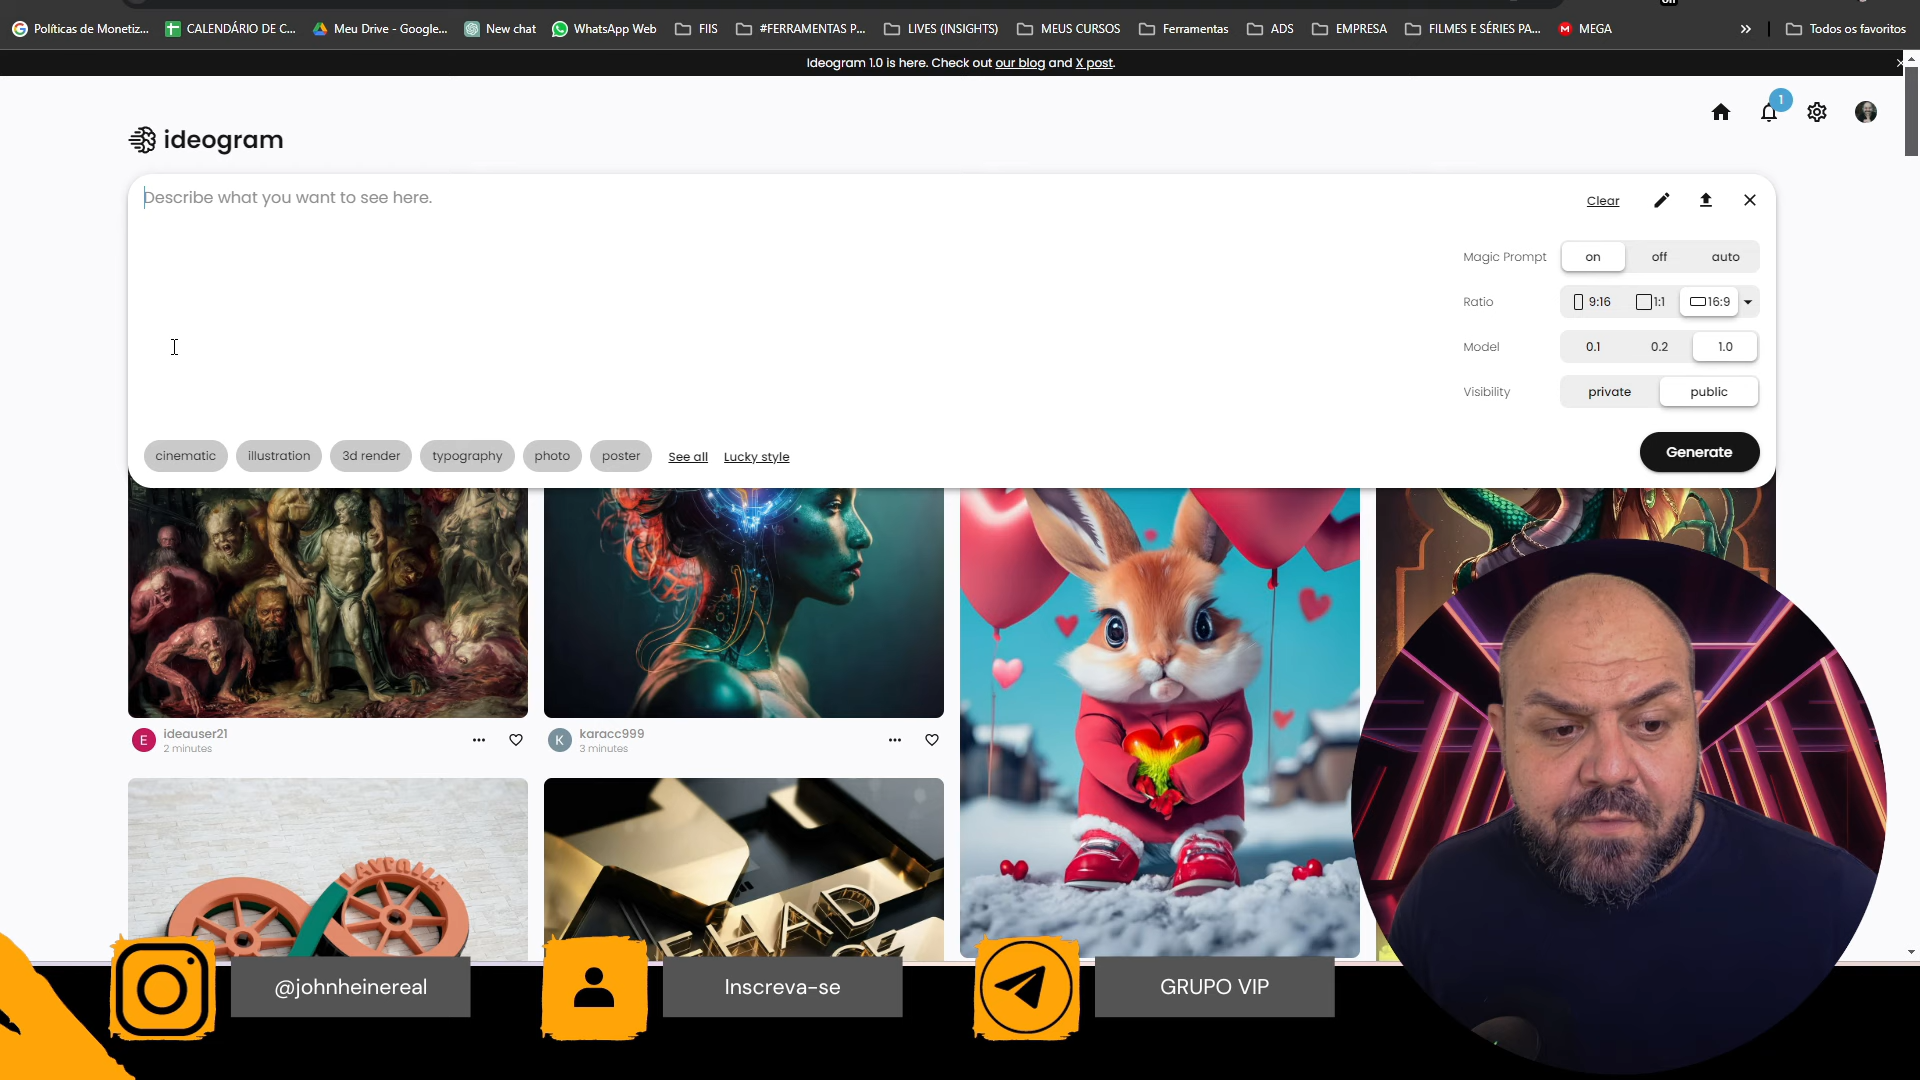 Políticas de Monetiz...
CALENDÁRIO DE C...
Meu Drive - Google...
New chat
WhatsApp Web
FIIS
#FERRAMENTAS P...
LIVES (INSIGHTS)
MEUS CURSOS
Ferramentas
ADS
EMPRESA
FILMES E SÉRIES PA...
MEGA
Todos os favoritos
Ideogram 1.0 is here. Check out our blog and X post.
1
ideogram
Describe what you want to see here.
Clear
Magic Prompt on off auto
Ratio 9:16 1:1 16:9
Model 0.1 0.2 1.0
Visibility private public
cinematic illustration 3d render typography photo poster See all Lucky style
Generate
E ideauser21
2 minutes
K karacc999
3 minutes
@johnheinereal
Inscreva-se
GRUPO VIP